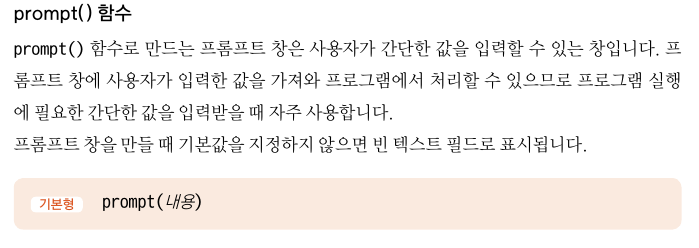 prompt() 함수
prompt() 함수로 만드는 프롬프트 창은 사용자가 간단한 값을 입력할 수 있는 창입니다. 프
롬프트 창에 사용자가 입력한 값을 가져와 프로그램에서 처리할 수 있으므로 프로그램 실행
에 필요한 간단한 값을 입력받을 때 자주 사용합니다.
프롬프트 창을 만들 때 기본값을 지정하지 않으면 빈 텍스트 필드로 표시됩니다.
기본형 prompt(내용)